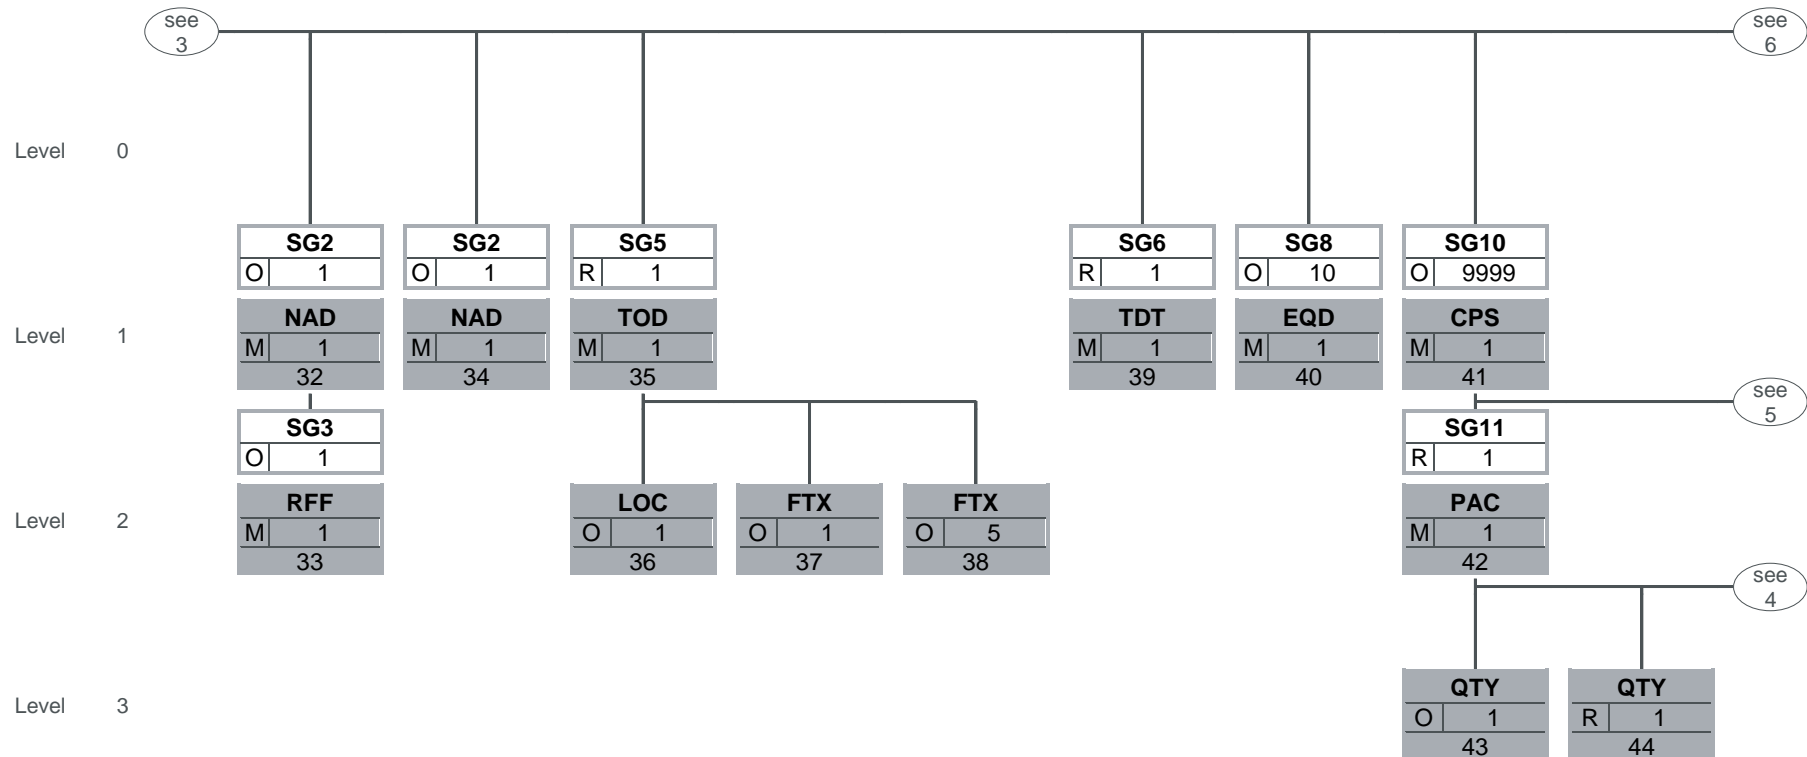 see see
3 6
Level 0
SG2 SG2 SG5 SG6 SG8 SG10
O 1 O 1 R 1 R 1 O 10 O 9999
NAD NAD TOD TDT EQD CPS
Level 1 M 1 M 1 M 1 M 1 M 1 M 1
32 34 35 39 40 41
see
5
SG3 SG11
O 1 R 1
RFF LOC FTX FTX PAC
Level 2 M 1 O 1 O 1 O 5 M 1
33 36 37 38 42
see
4
QTY QTY
Level 3 O 1 R 1
43 44